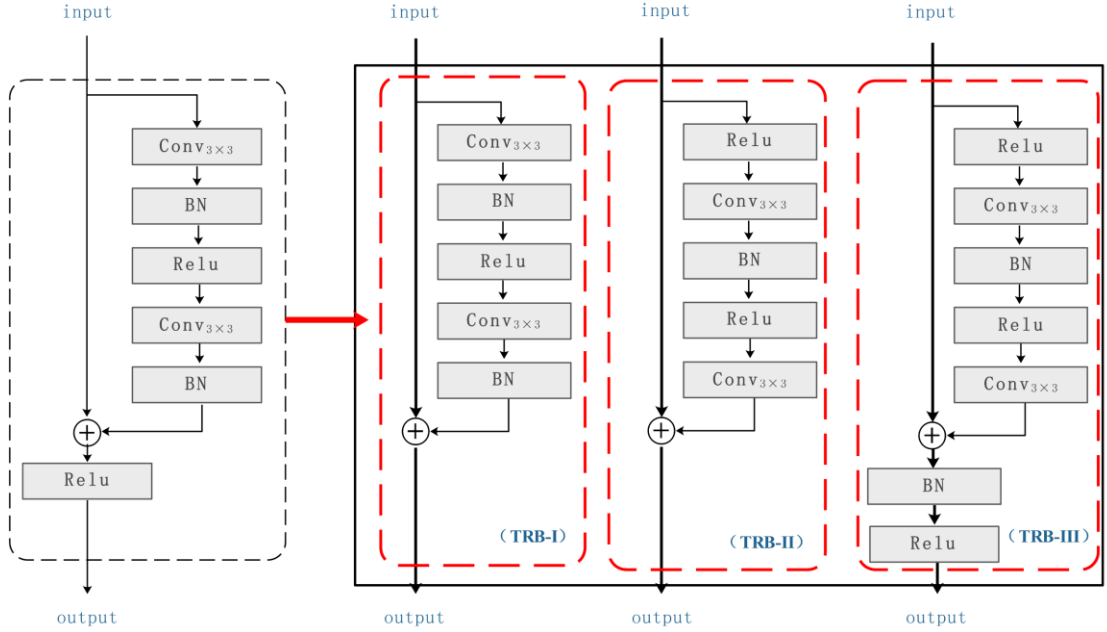 input
input
input
input
Conv3×3
BN
Relu
Conv3×3
BN
Relu
output
Conv3×3
BN
Relu
Conv3×3
BN
(TRB-I)
output
Relu
Conv3×3
BN
Relu
Conv3×3
(TRB-II)
output
Relu
Conv3×3
BN
Relu
Conv3×3
BN
Relu
(TRB-III)
output